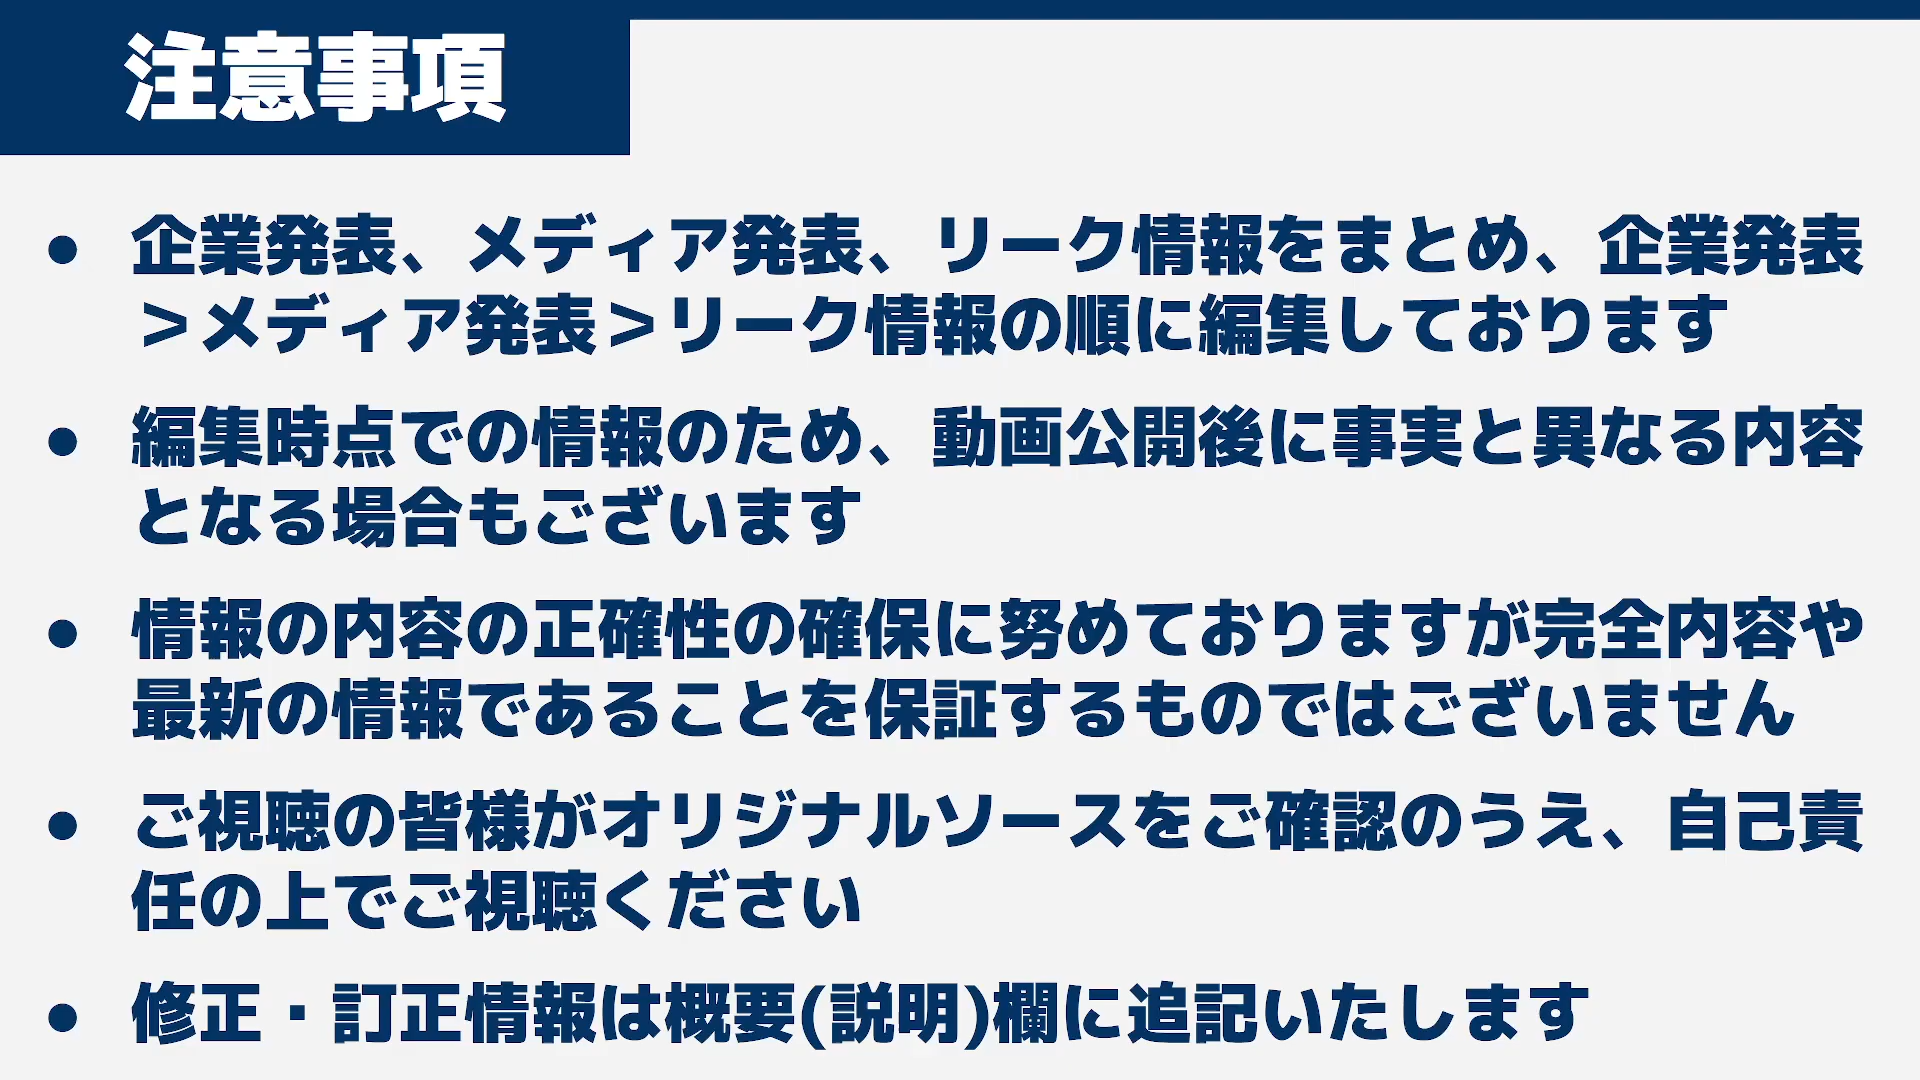 注意事項
● 企業発表、メディア発表、リーク情報をまとめ、企業発表
＞メディア発表＞リーク情報の順に編集しております
● 編集時点での情報のため、動画公開後に事実と異なる内容
となる場合もございます
● 情報の内容の正確性の確保に努めておりますが完全内容や
最新の情報であることを保証するものではございません
● ご視聴の皆様がオリジナルソースをご確認のうえ、自己責
任の上でご視聴ください
● 修正・訂正情報は概要(説明)欄に追記いたします